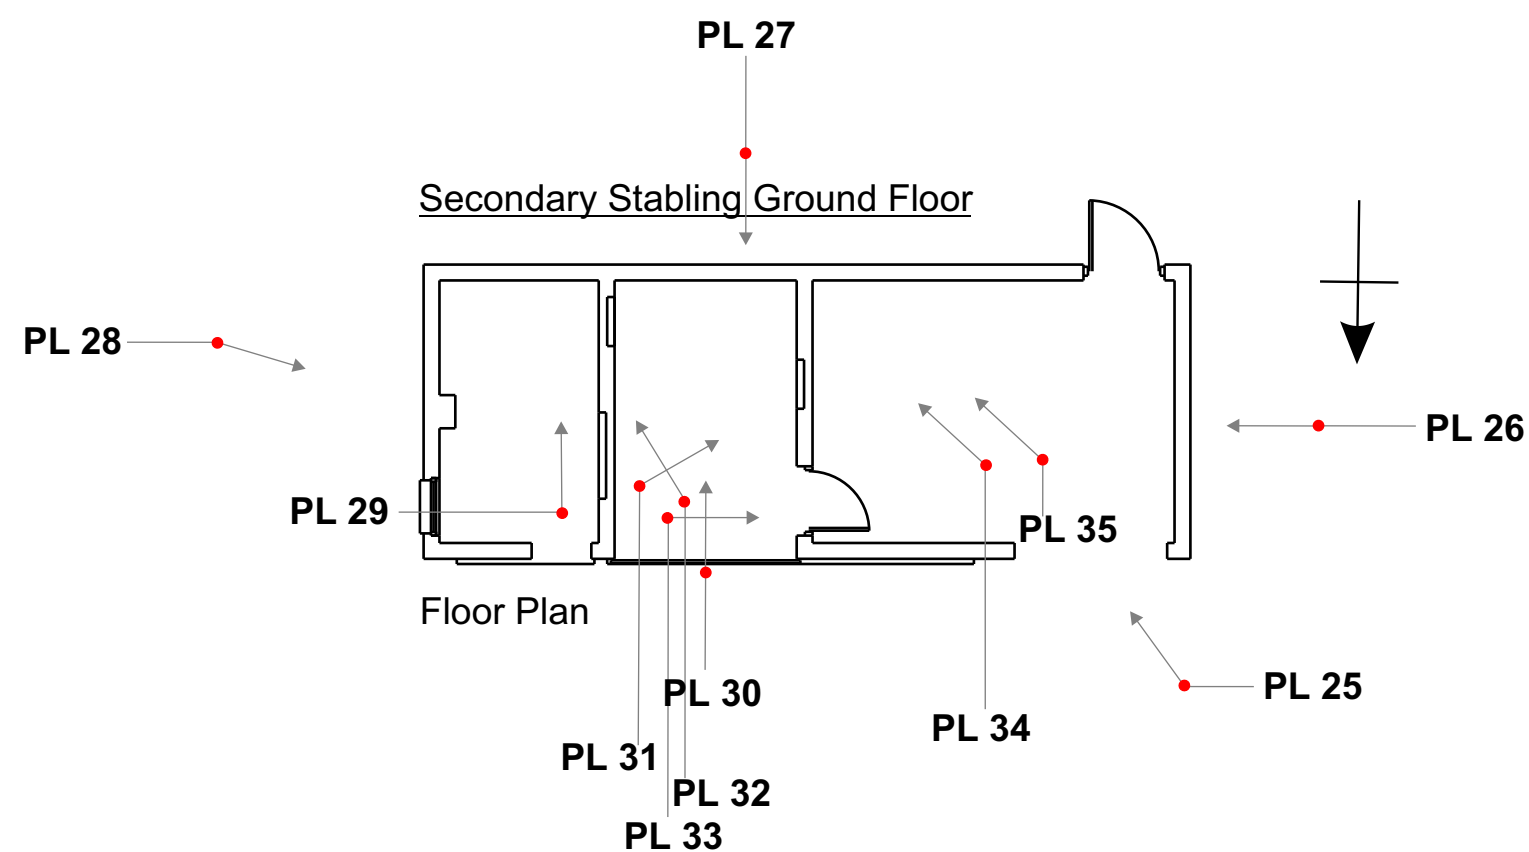 PL 27
Secondary Stabling Ground Floor
PL 28
PL 26
PL 29
PL 35
Floor Plan
PL 30
PL 25
PL 34
PL 31
PL 32
PL 33